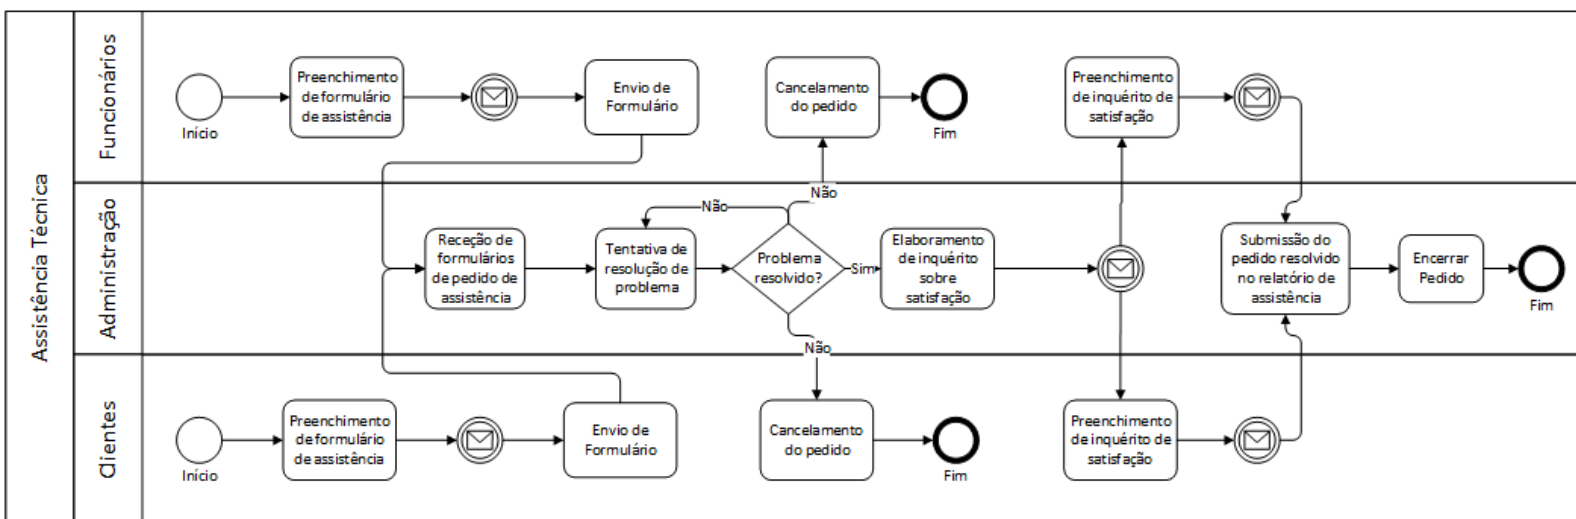 Assistência Técnica
Funcionários
Início
Preenchimento
de formulário
de assistência
Envio de
Formulário
Cancelamento
do pedido
Fim
Preenchimento
de inquérito de
satisfação
Administração
Receção de
formulários
de pedido de
assistência
Tentativa de
resolução de
problema
Não
Problema
resolvido?
Não
Sim
Não
Elaboramento
de inquérito
sobre
satisfação
Submissão do
pedido resolvido
no relatório de
assistência
Encerrar
Pedido
Fim
Clientes
Início
Preenchimento
de formulário
de assistência
Envio de
Formulário
Cancelamento
do pedido
Fim
Preenchimento
de inquérito de
satisfação